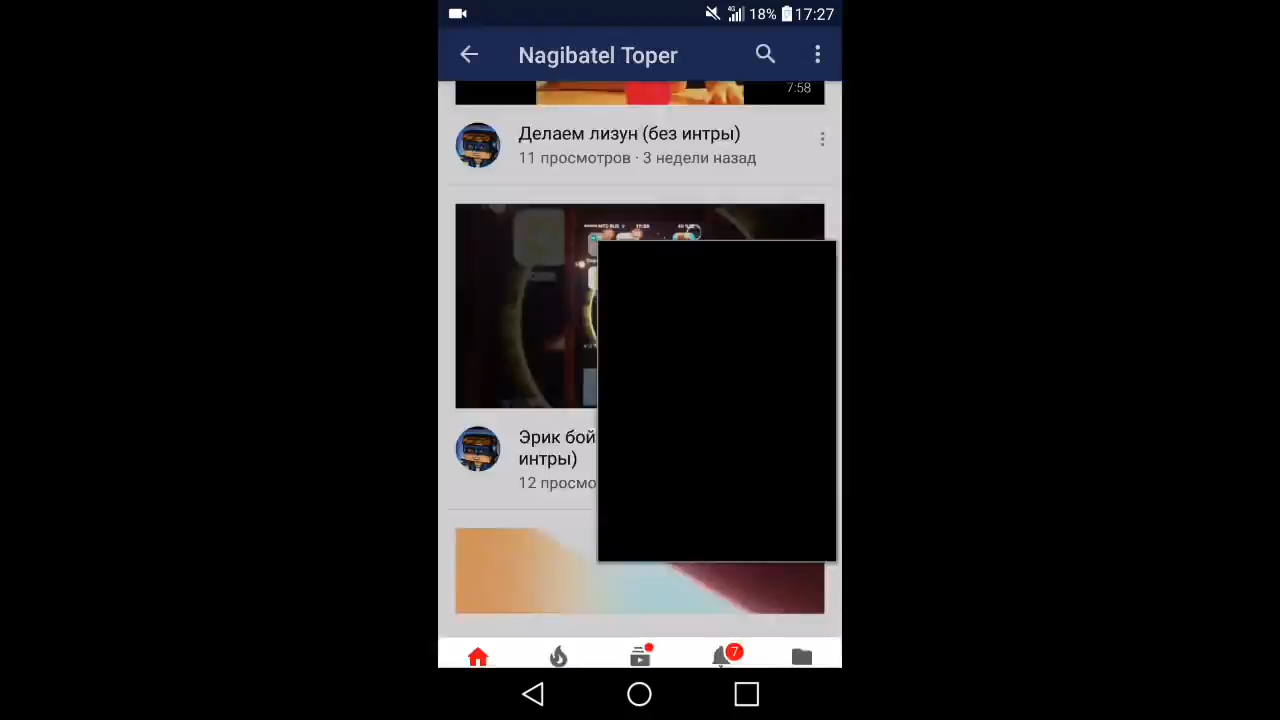 4G 18% 17:27
Nagibatel Toper
7:58
Делаем лизун (без интры)
11 просмотров · 3 недели назад
Эрик бой
интры)
12 просмо
7